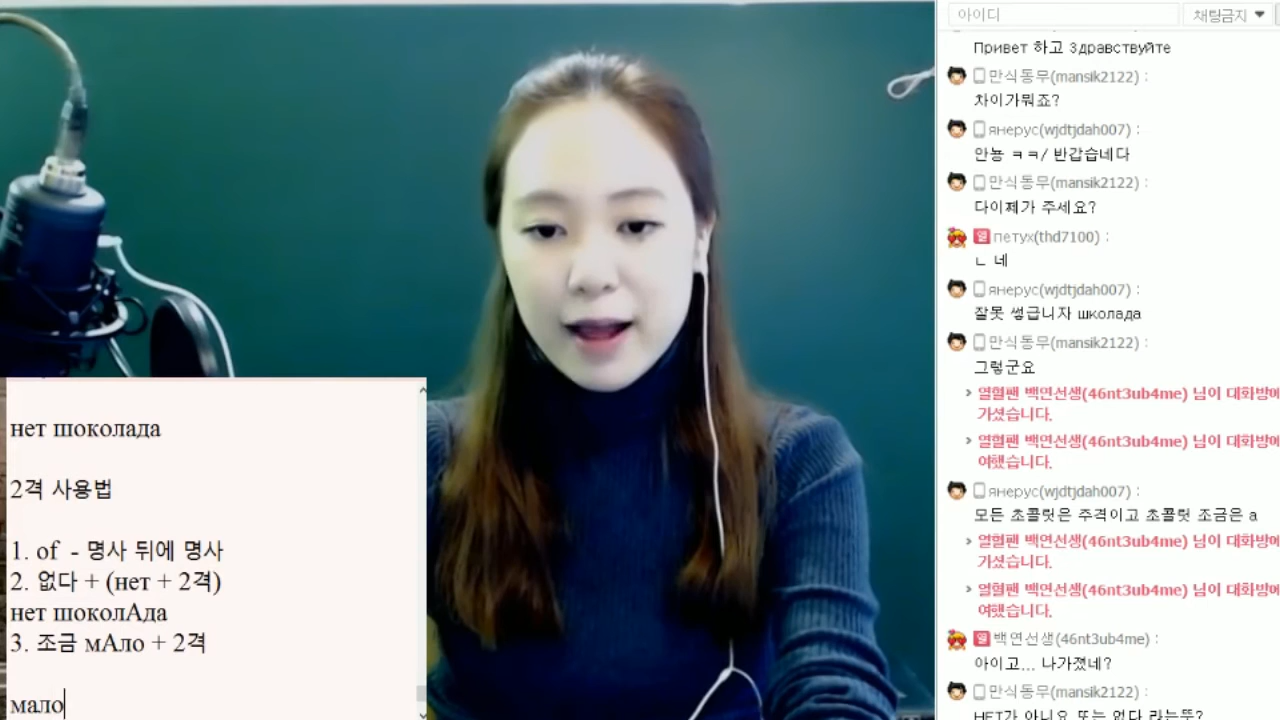 нет шоколада
2격 사용법
1. of - 명사 뒤에 명사
2. 없다 + (нет + 2격)
нет шоколАда
3. 조금 мАло + 2격
мало
아이디
채팅금지
Привет 하고 Здравствуйте
만식동무(mansik2122) :
차이가뭐죠?
янерус(wjdtjdah007) :
안뇽 ㅋㅋ/ 반갑습네다
만식동무(mansik2122) :
다이쩨가 주세요?
열 петух(thd7100) :
ㄴ 네
янерус(wjdtjdah007) :
잘못 썋급니자 школада
만식동무(mansik2122) :
그렇군요
열혈팬 백연선생(46nt3ub4me) 님이 대화방에
가셨습니다.
열혈팬 백연선생(46nt3ub4me) 님이 대화방에
여했습니다.
янерус(wjdtjdah007) :
모든 초콜릿은 주격이고 초콜릿 조금은 а
열혈팬 백연선생(46nt3ub4me) 님이 대화방에
가셨습니다.
열혈팬 백연선생(46nt3ub4me) 님이 대화방에
여했습니다.
열 백연선생(46nt3ub4me) :
아이고... 나가졌네?
만식동무(mansik2122) :
НЕТ가 아니요 또는 없다 라는뜻?